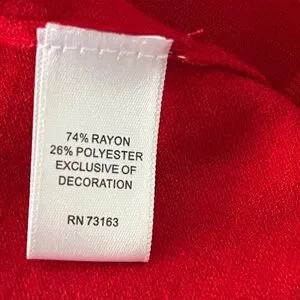 74% RAYON
26% POLYESTER
EXCLUSIVE OF
DECORATION
RN 73163